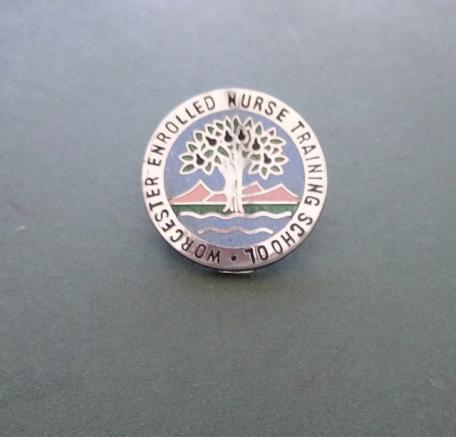 WORCESTER ENROLLED NURSE TRAINING SCHOOL •